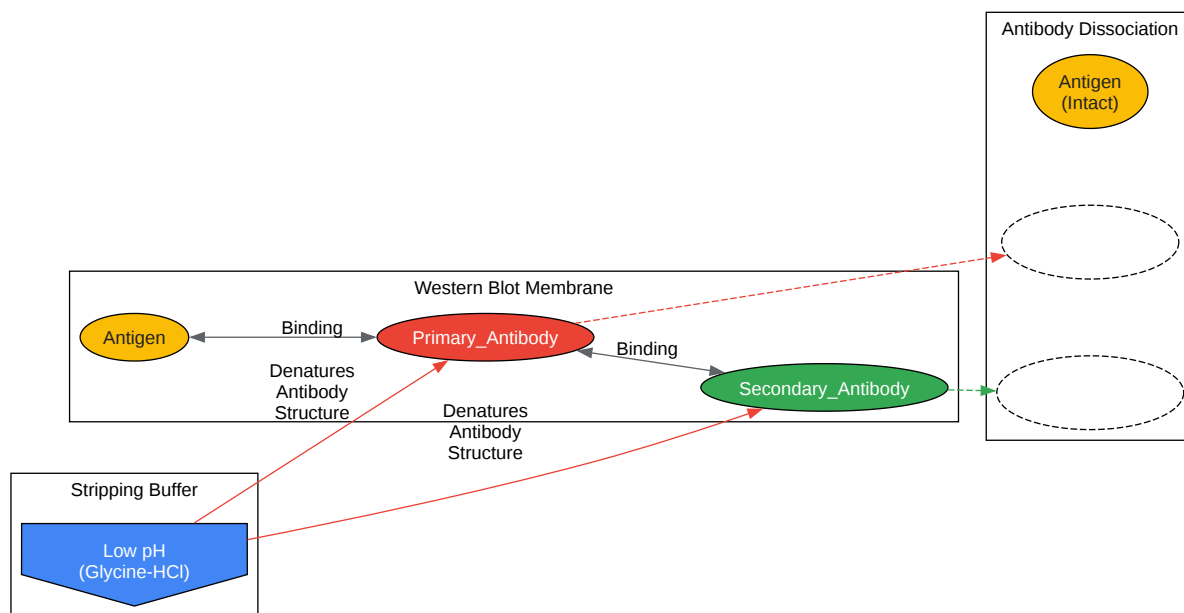 Antibody Dissociation
Antigen
(Intact)
Western Blot Membrane
Antigen
Binding
Primary_Antibody
Binding
Secondary_Antibody
Denatures
Antibody
Structure
Denatures
Antibody
Structure
Stripping Buffer
Low pH
(Glycine-HCl)